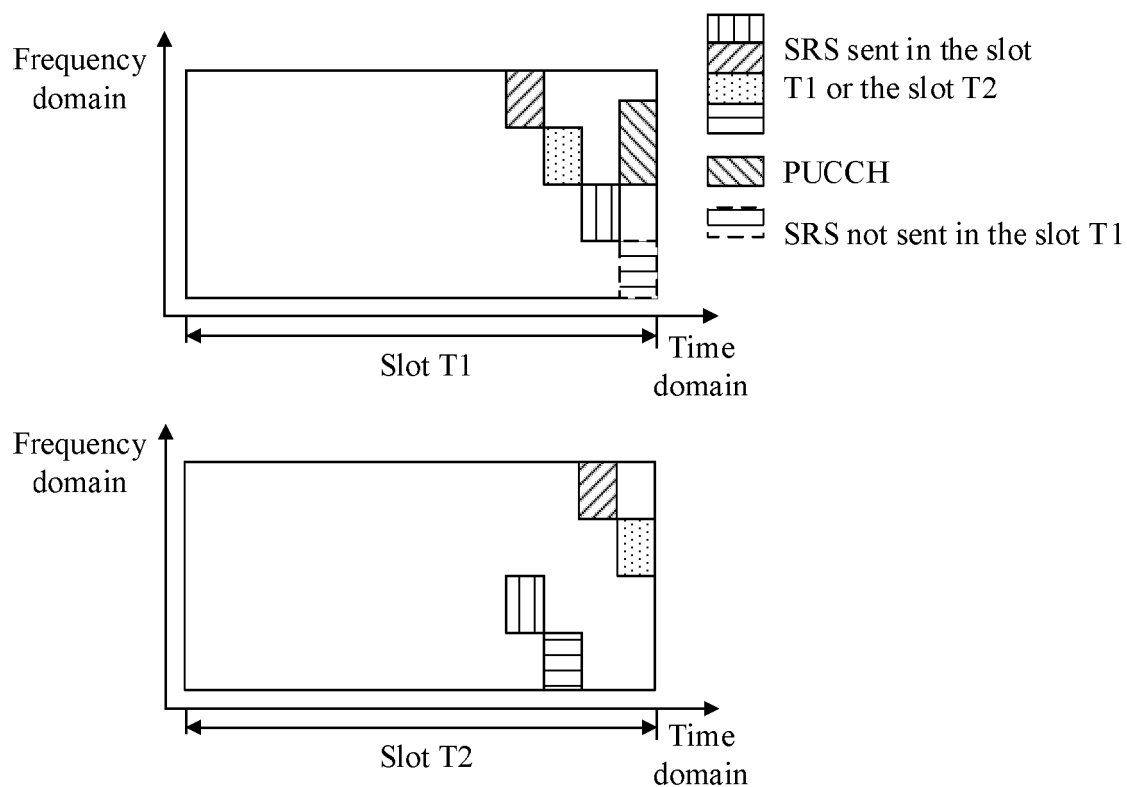 Frequency
domain
SRS sent in the slot
T1 or the slot T2
PUCCH
SRS not sent in the slot T1
Slot T1
Time
domain
Frequency
domain
Slot T2
Time
domain